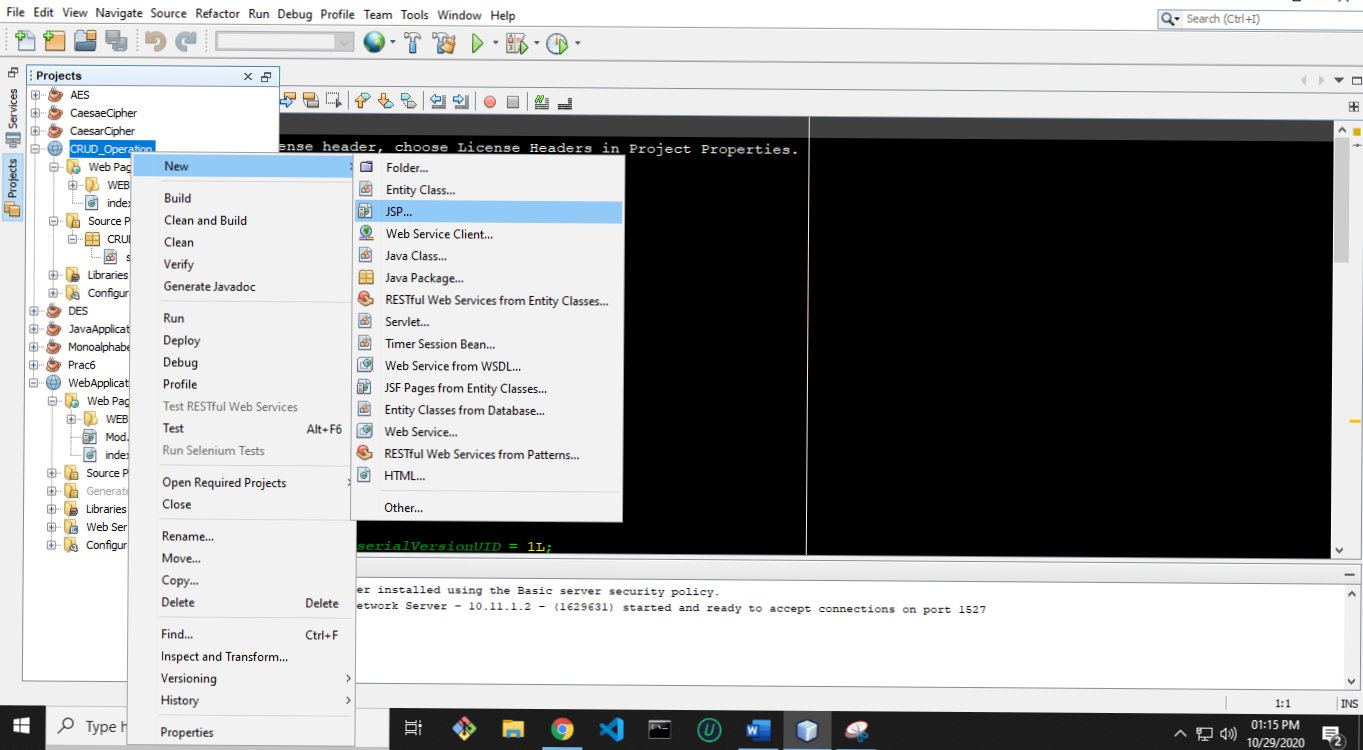 File Edit View Navigate Source Refactor Run Debug Profile Team Tools Window Help
Search (Ctrl+I)
Projects
Services
Projects
AES
CaesaeCipher
CaesarCipher
CRUD_Operation
Web Pag
WEB
index
Source P
CRUD
s
Libraries
Configur
DES
JavaApplicat
Monoalphabe
Prac6
WebApplicat
Web Pag
WEB
Mod.
index
Source P
Generate
Libraries
Web Ser
Configur
New
Build
Clean and Build
Clean
Verify
Generate Javadoc
Run
Deploy
Debug
Profile
Test RESTful Web Services
Test Alt+F6
Run Selenium Tests
Open Required Projects
Close
Rename...
Move...
Copy...
Delete Delete
Find... Ctrl+F
Inspect and Transform...
Versioning
History
Properties
Folder...
Entity Class...
JSP...
Web Service Client...
Java Class...
Java Package...
RESTful Web Services from Entity Classes...
Servlet...
Timer Session Bean...
Web Service from WSDL...
JSF Pages from Entity Classes...
Entity Classes from Database...
Web Service...
RESTful Web Services from Patterns...
HTML...
Other...
ense header, choose License Headers in Project Properties.
serialVersionUID = 1L;
er installed using the Basic server security policy.
etwork Server - 10.11.1.2 - (1629631) started and ready to accept connections on port 1527
1:1 INS
Type h
01:15 PM
10/29/2020
2